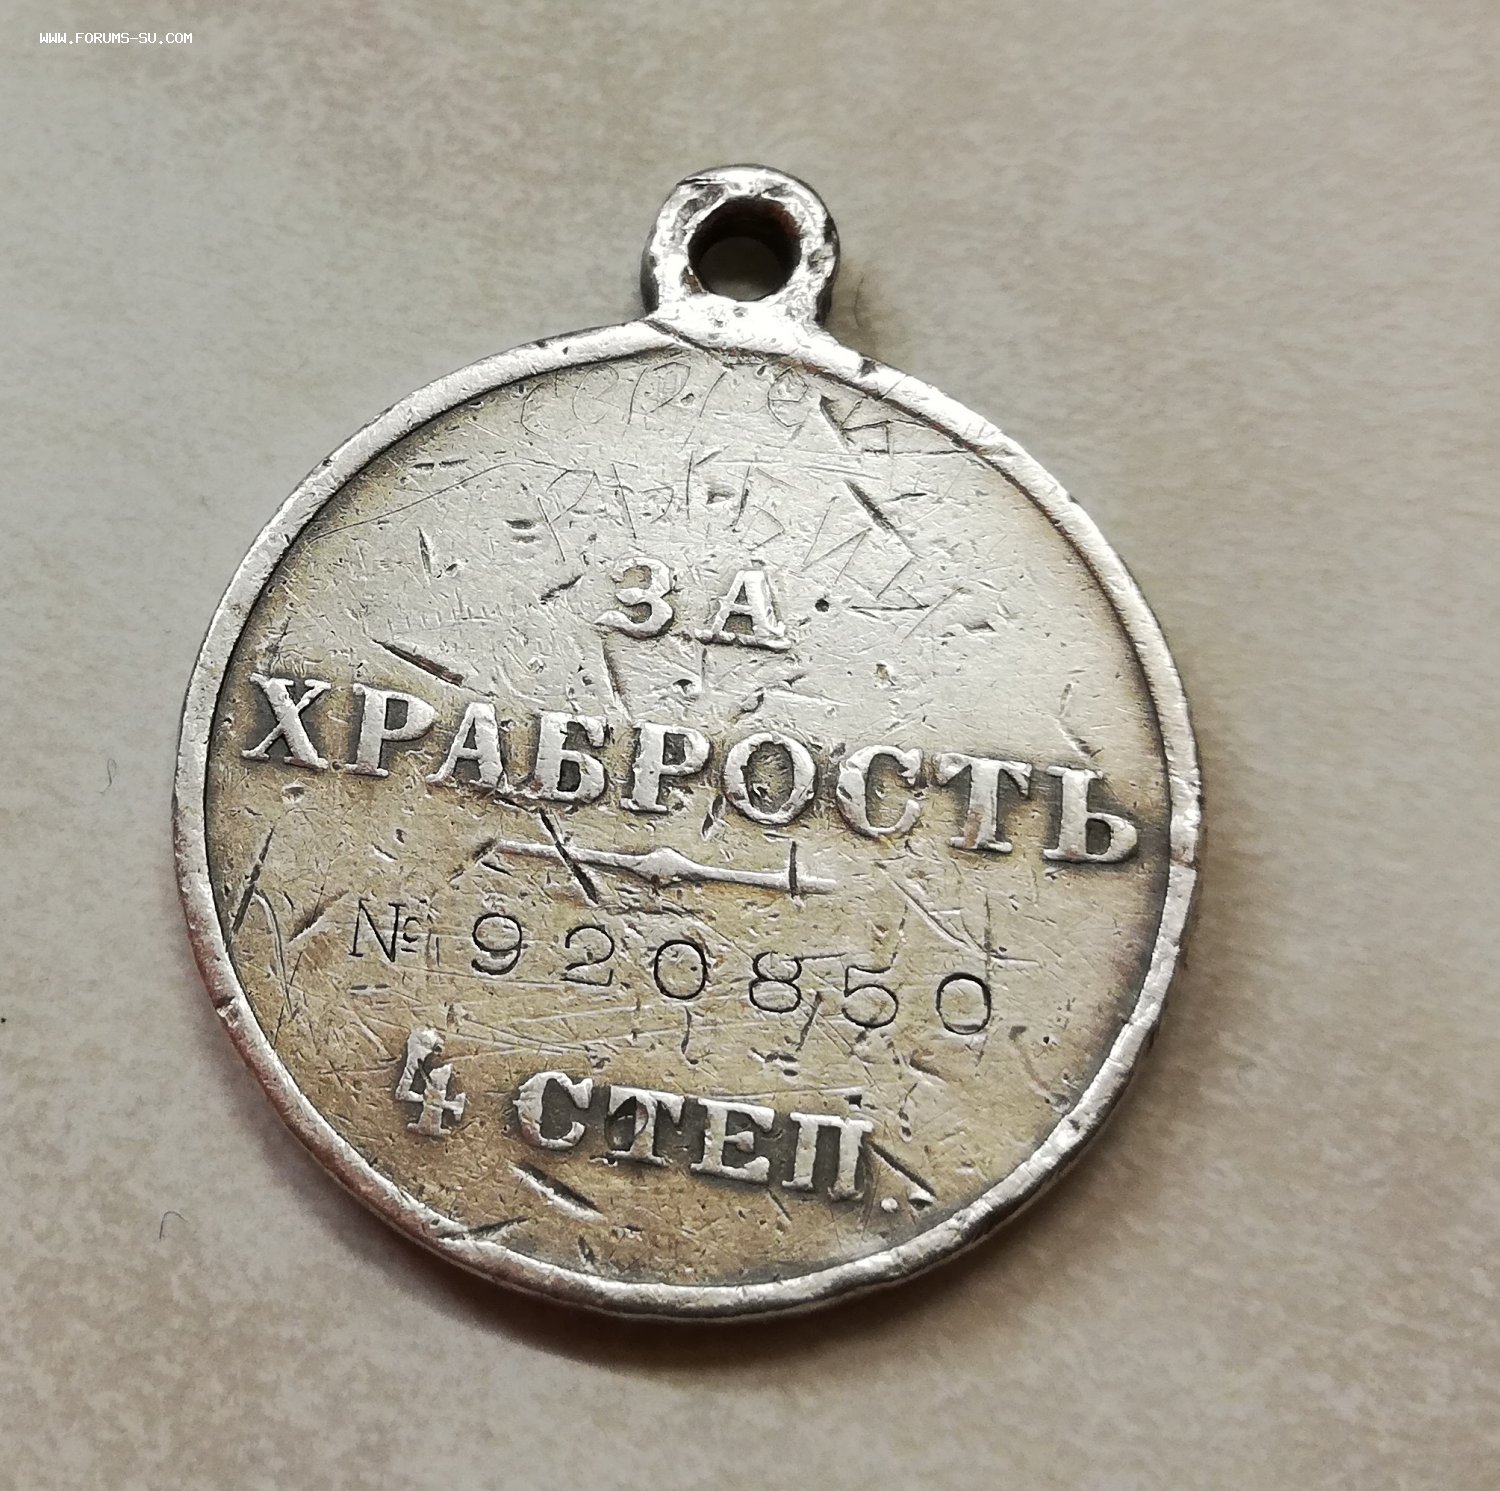 WWW.FORUMS-SU.COM
ЗА
ХРАБРОСТЬ
№ 920850
4 СТЕП.